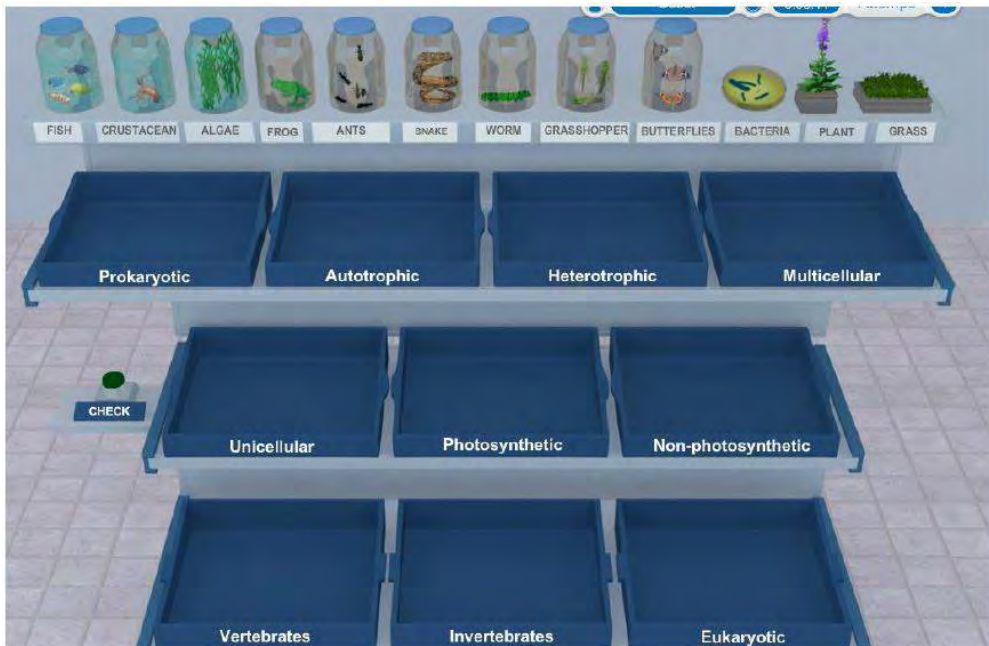 FISH CRUSTACEAN ALGAE FROG ANTS SNAKE WORM GRASSHOPPER BUTTERFLIES BACTERIA PLANT GRASS
Prokaryotic Autotrophic Heterotrophic Multicellular
CHECK
Unicellular Photosynthetic Non-photosynthetic
Vertebrates Invertebrates Eukaryotic